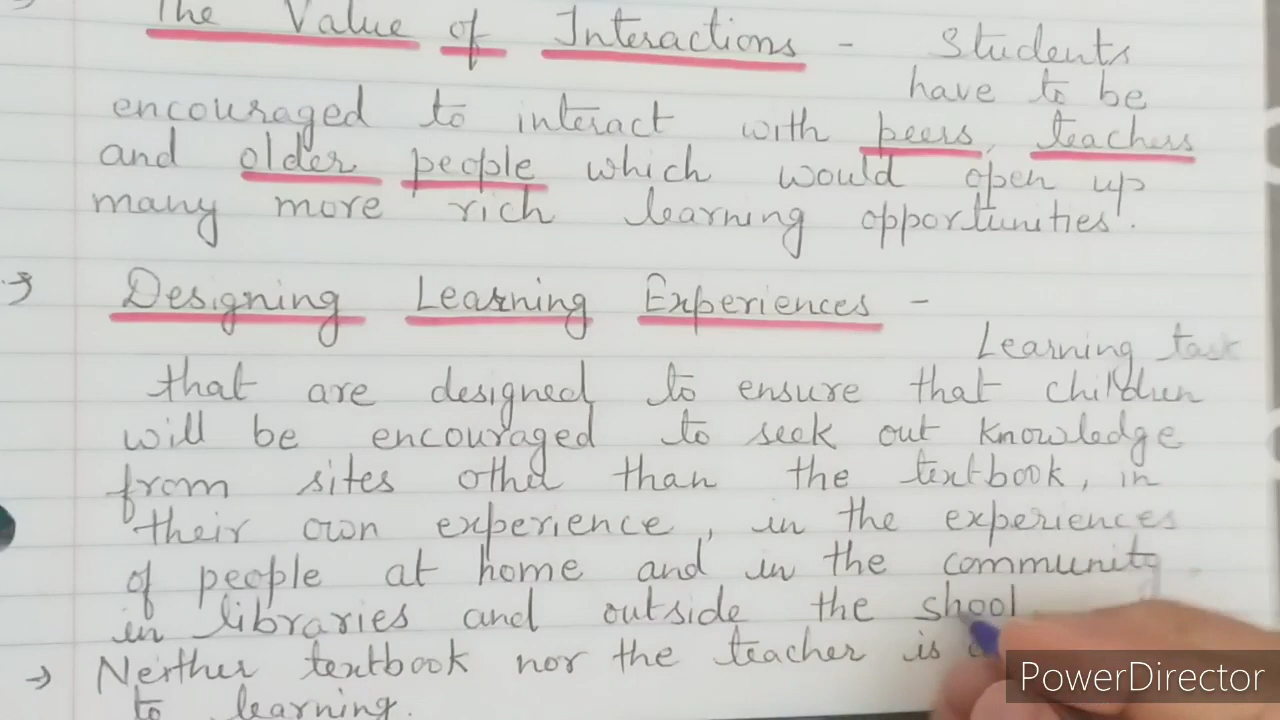 The Value of Interactions - Students
have to be
encouraged to interact with peers, teachers
and older people which would open up
many more rich learning opportunities.
Designing Learning Experiences -
Learning task
that are designed to ensure that children
will be encouraged to seek out knowledge
from sites other than the textbook, in
their own experience, in the experiences
of people at home and in the community
in libraries and outside the shool
→ Neither textbook nor the teacher is
to learning.
PowerDirector